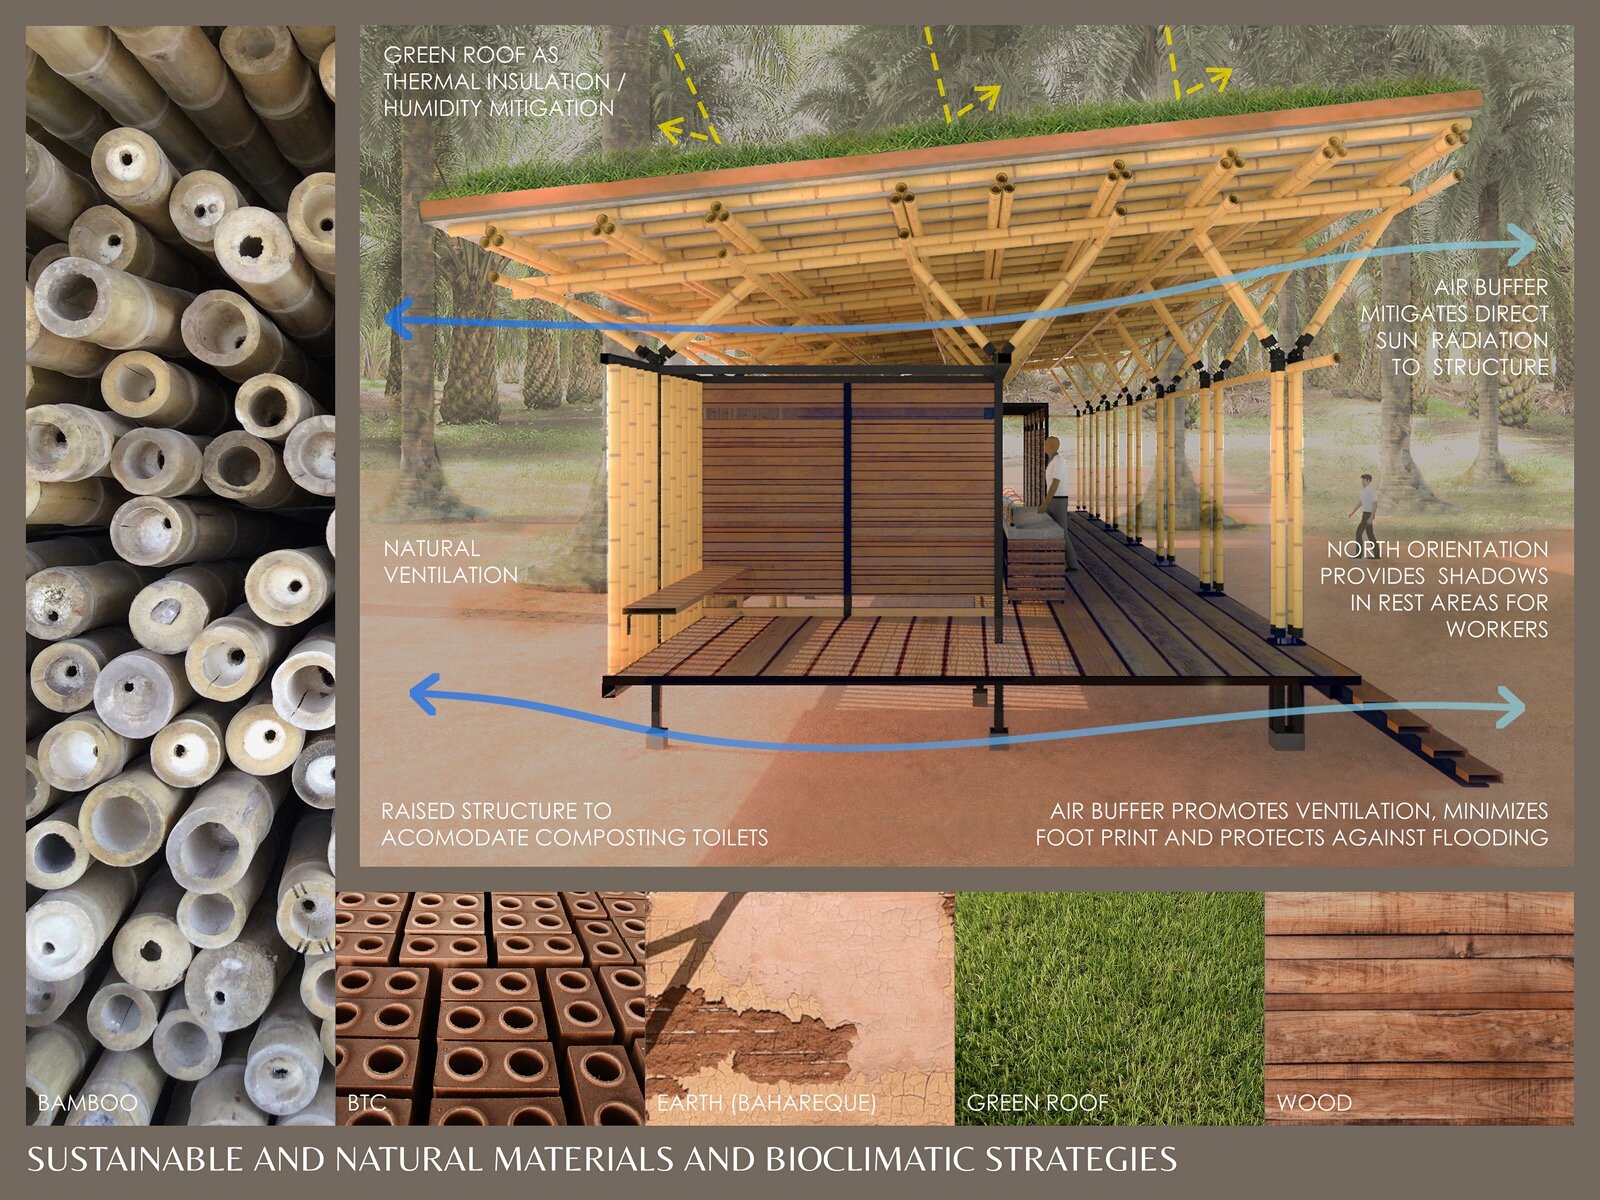 GREEN ROOF AS
THERMAL INSULATION /
HUMIDITY MITIGATION
AIR BUFFER
MITIGATES DIRECT
SUN RADIATION
TO STRUCTURE
NATURAL
VENTILATION
NORTH ORIENTATION
PROVIDES SHADOWS
IN REST AREAS FOR
WORKERS
RAISED STRUCTURE TO
ACOMODATE COMPOSTING TOILETS
AIR BUFFER PROMOTES VENTILATION, MINIMIZES
FOOT PRINT AND PROTECTS AGAINST FLOODING
BAMBOO
BTC
EARTH (BAHAREQUE)
GREEN ROOF
WOOD
SUSTAINABLE AND NATURAL MATERIALS AND BIOCLIMATIC STRATEGIES